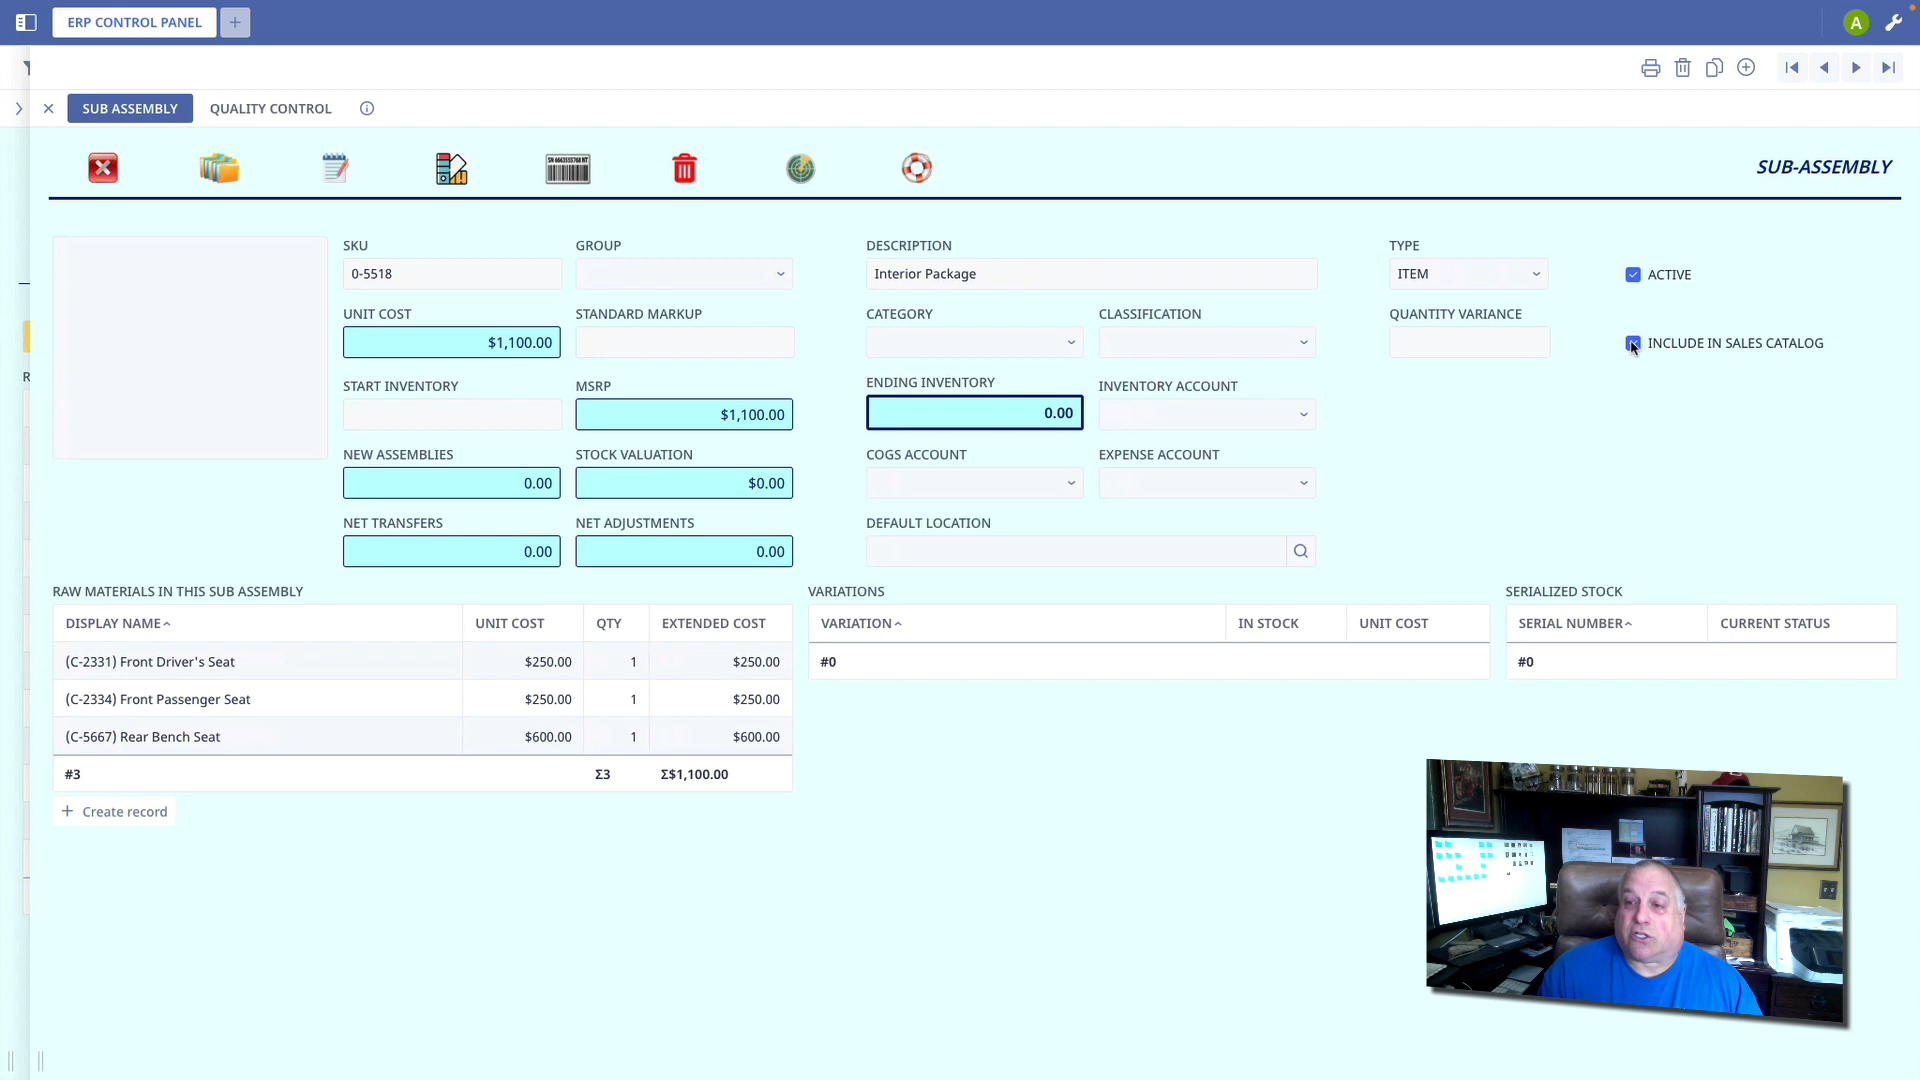 ERP CONTROL PANEL
+
A
SUB ASSEMBLY
QUALITY CONTROL
SN 6663555768 NT
SUB-ASSEMBLY
SKU
GROUP
DESCRIPTION
TYPE
0-5518
Interior Package
ITEM
ACTIVE
UNIT COST
STANDARD MARKUP
CATEGORY
CLASSIFICATION
QUANTITY VARIANCE
$1,100.00
INCLUDE IN SALES CATALOG
START INVENTORY
MSRP
ENDING INVENTORY
INVENTORY ACCOUNT
R
$1,100.00
0.00
NEW ASSEMBLIES
STOCK VALUATION
COGS ACCOUNT
EXPENSE ACCOUNT
0.00
$0.00
NET TRANSFERS
NET ADJUSTMENTS
DEFAULT LOCATION
0.00
0.00
RAW MATERIALS IN THIS SUB ASSEMBLY
VARIATIONS
SERIALIZED STOCK
DISPLAY NAME
UNIT COST
QTY
EXTENDED COST
VARIATION
IN STOCK
UNIT COST
SERIAL NUMBER
CURRENT STATUS
(C-2331) Front Driver's Seat
$250.00
1
$250.00
#0
#0
(C-2334) Front Passenger Seat
$250.00
1
$250.00
(C-5667) Rear Bench Seat
$600.00
1
$600.00
#3
Σ3
Σ$1,100.00
+ Create record